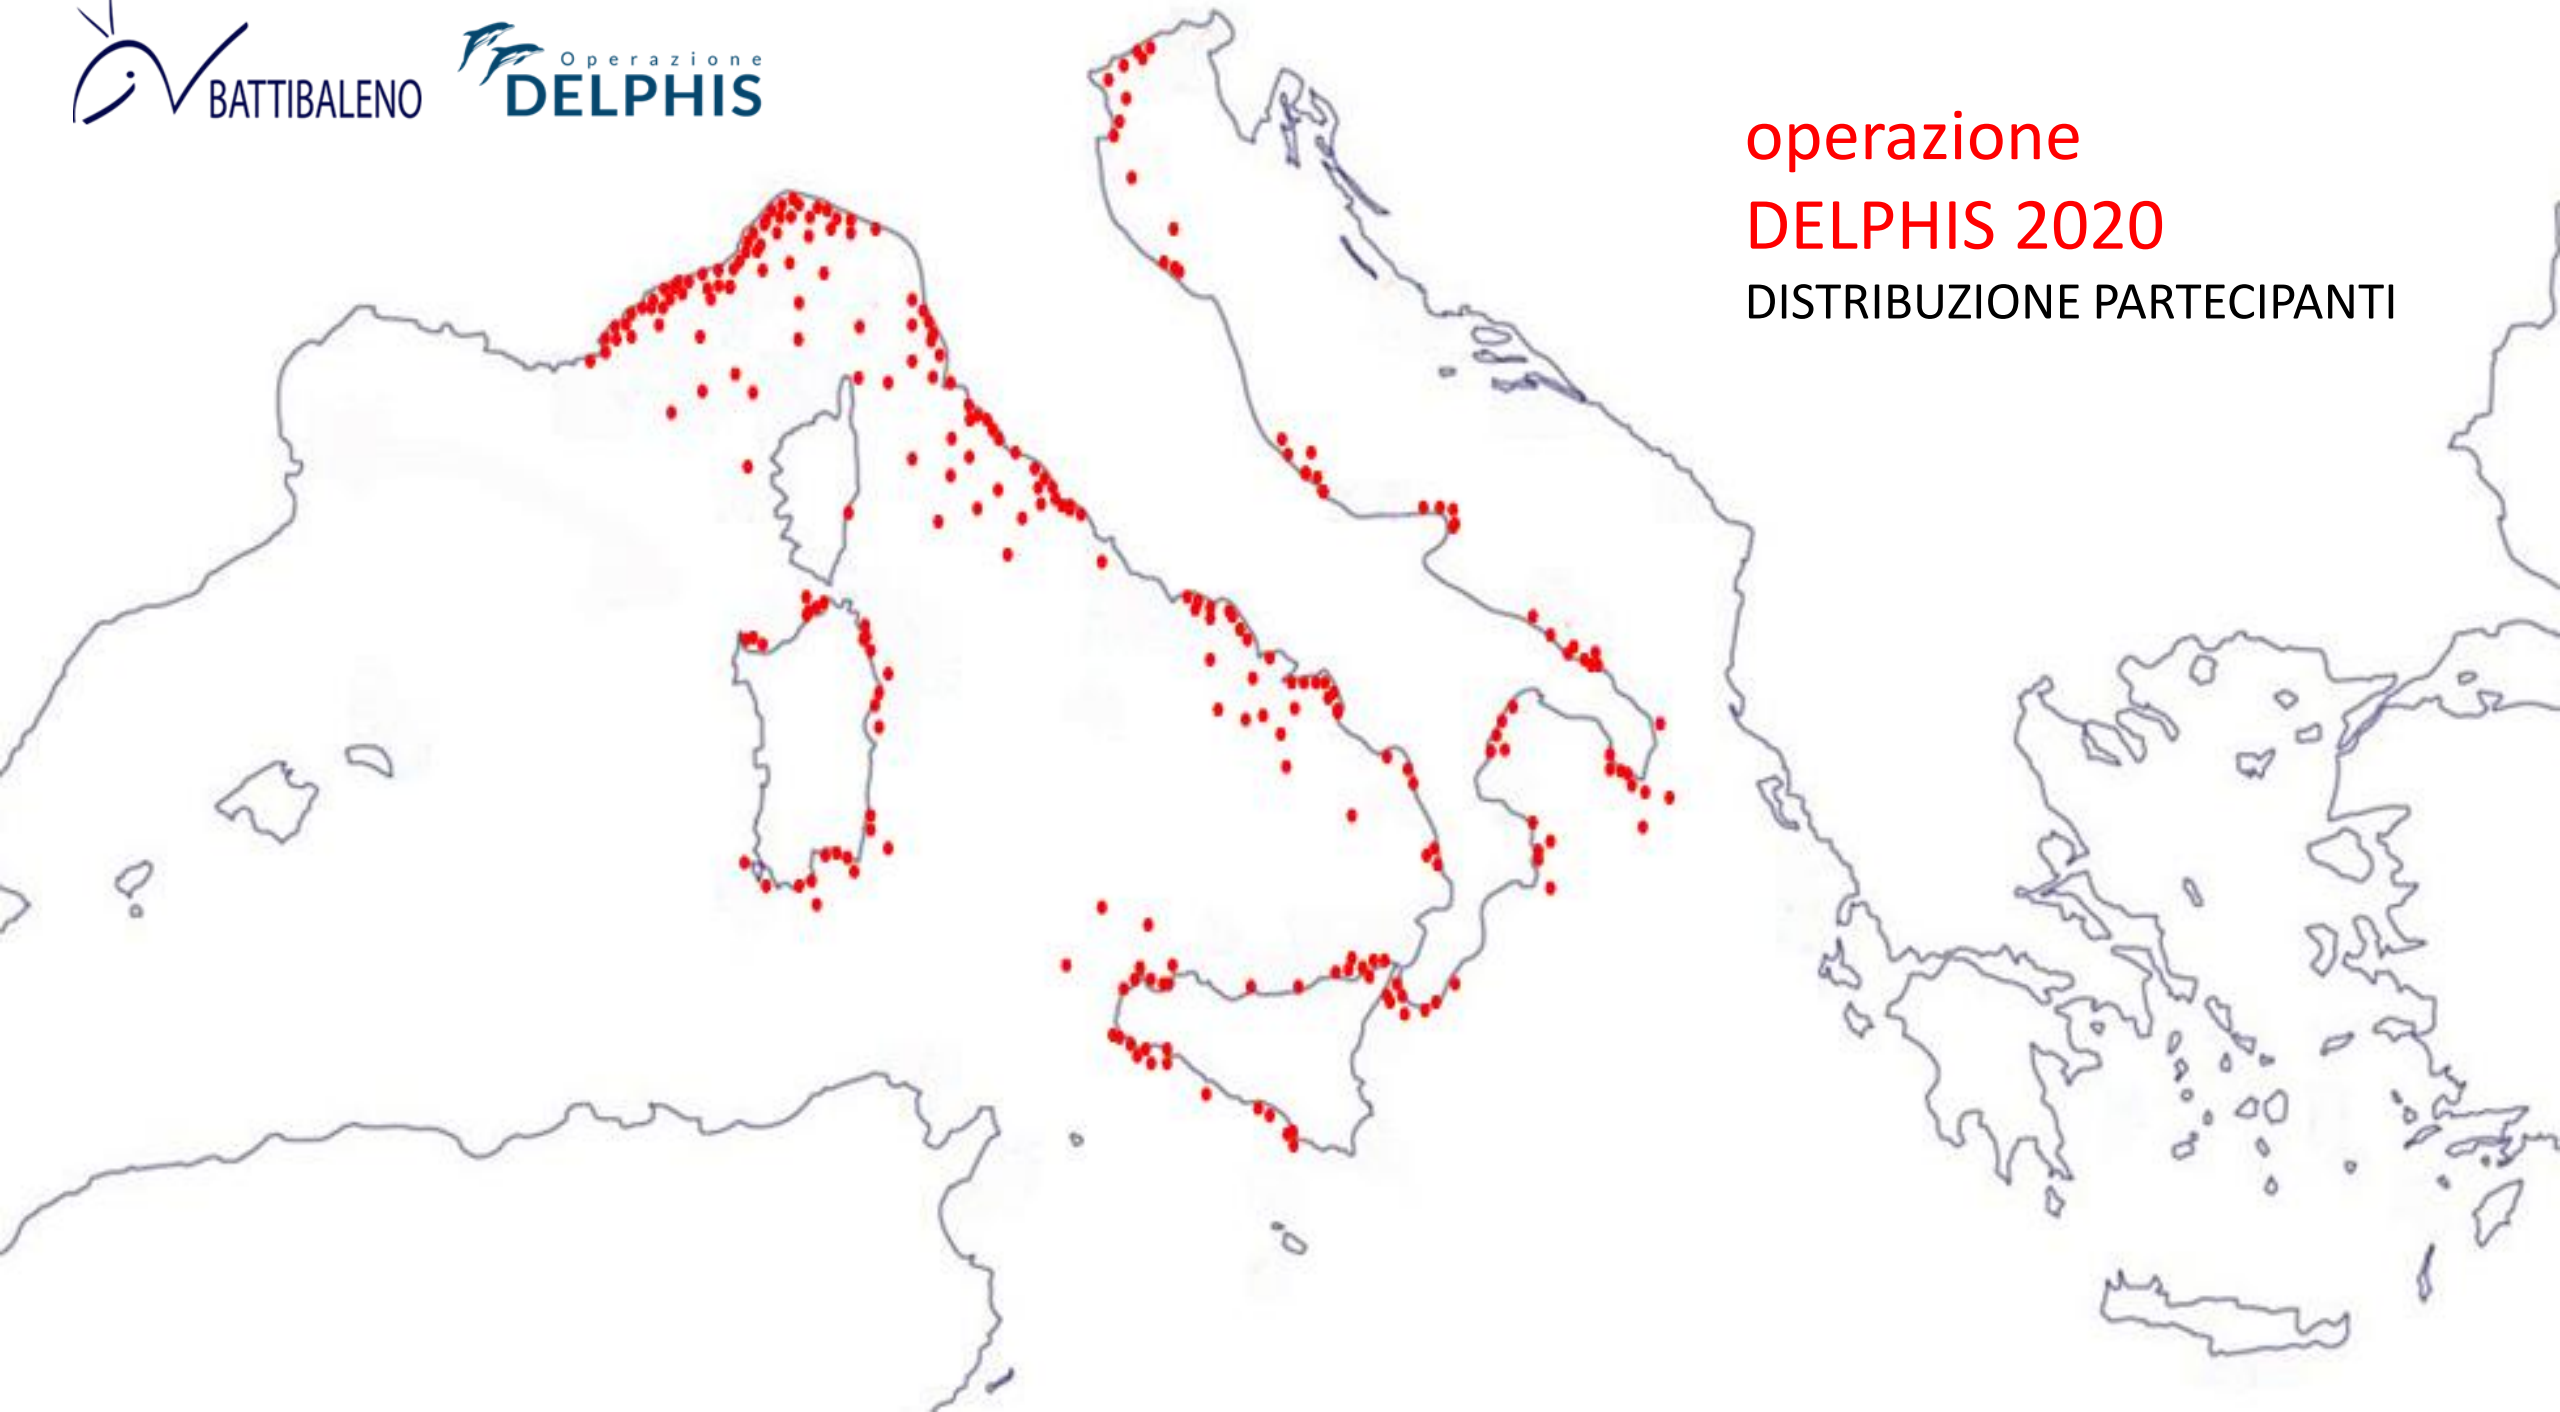 BATTIBALENO
Operazione
DELPHIS
operazione
DELPHIS 2020
DISTRIBUZIONE PARTECIPANTI